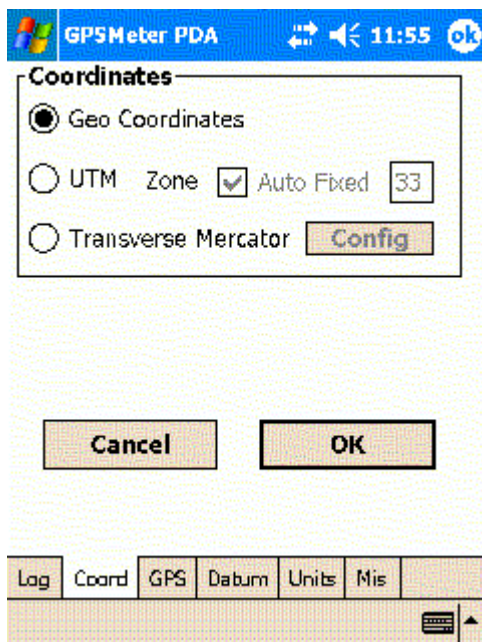 GPSMeter PDA 11:55 ok
Coordinates
Geo Coordinates
UTM Zone Auto Fixed 33
Transverse Mercator Config
Cancel OK
Log Coord GPS Datum Units Mis